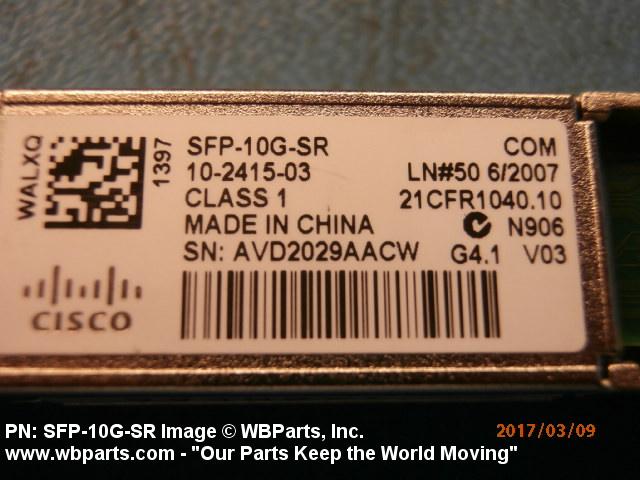 WALXQ
1397
SFP-10G-SR
COM
10-2415-03
LN#50 6/2007
CLASS 1
21CFR1040.10
MADE IN CHINA
N906
SN: AVD2029AACW
G4.1 V03
CISCO
PN: SFP-10G-SR Image © WBParts, Inc.
2017/03/09
www.wbparts.com - "Our Parts Keep the World Moving"